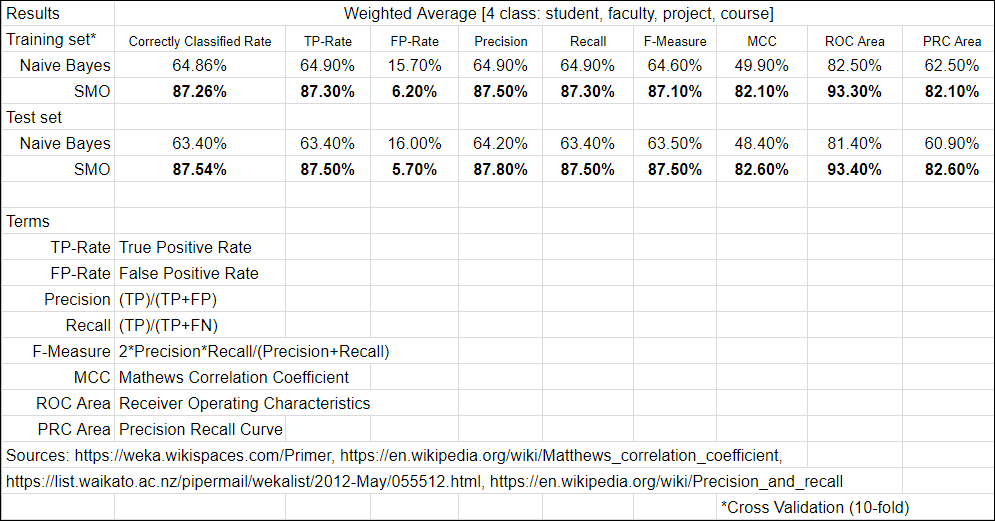 Results Weighted Average [4 class: student, faculty, project, course]
Training set* Correctly Classified Rate TP-Rate FP-Rate Precision Recall F-Measure MCC ROC Area PRC Area
Naive Bayes 64.86% 64.90% 15.70% 64.90% 64.90% 64.60% 49.90% 82.50% 62.50%
SMO 87.26% 87.30% 6.20% 87.50% 87.30% 87.10% 82.10% 93.30% 82.10%
Test set
Naive Bayes 63.40% 63.40% 16.00% 64.20% 63.40% 63.50% 48.40% 81.40% 60.90%
SMO 87.54% 87.50% 5.70% 87.80% 87.50% 87.50% 82.60% 93.40% 82.60%
Terms
TP-Rate True Positive Rate
FP-Rate False Positive Rate
Precision (TP)/(TP+FP)
Recall (TP)/(TP+FN)
F-Measure 2*Precision*Recall/(Precision+Recall)
MCC Mathews Correlation Coefficient
ROC Area Receiver Operating Characteristics
PRC Area Precision Recall Curve
Sources: https://weka.wikispaces.com/Primer, https://en.wikipedia.org/wiki/Matthews_correlation_coefficient,
https://list.waikato.ac.nz/pipermail/wekalist/2012-May/055512.html, https://en.wikipedia.org/wiki/Precision_and_recall
*Cross Validation (10-fold)